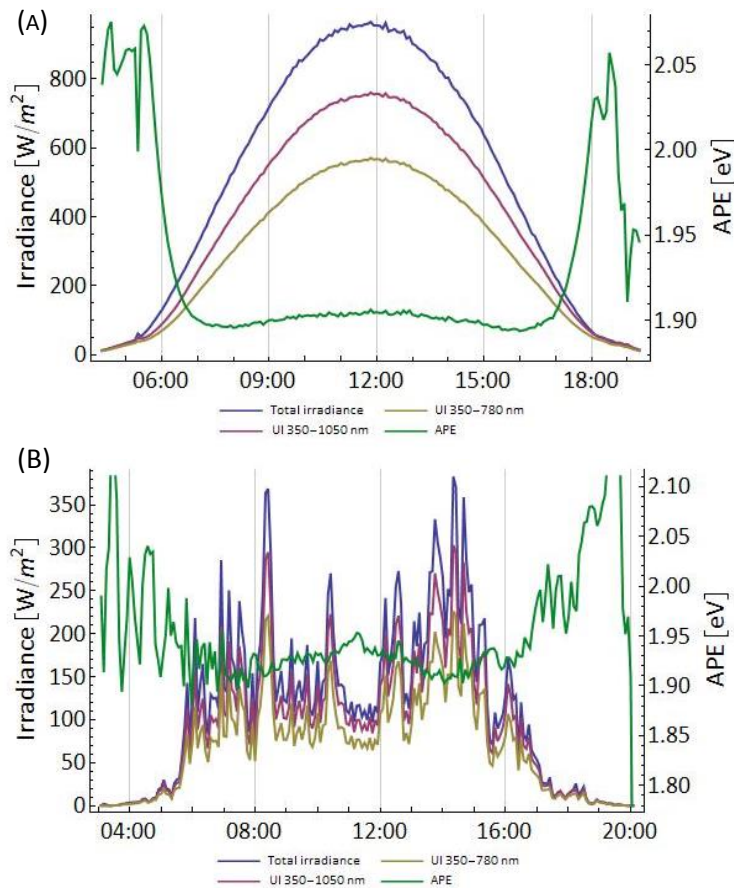 (A)
Irradiance [W/m²]
800
600
400
200
0
2.05
2.00
1.95
1.90
APE [eV]
06:00 09:00 12:00 15:00 18:00
Total irradiance UI 350–780 nm
UI 350–1050 nm APE
(B)
Irradiance [W/m²]
350
300
250
200
150
100
50
0
2.10
2.05
2.00
1.95
1.90
1.85
1.80
APE [eV]
04:00 08:00 12:00 16:00 20:00
Total irradiance UI 350–780 nm
UI 350–1050 nm APE